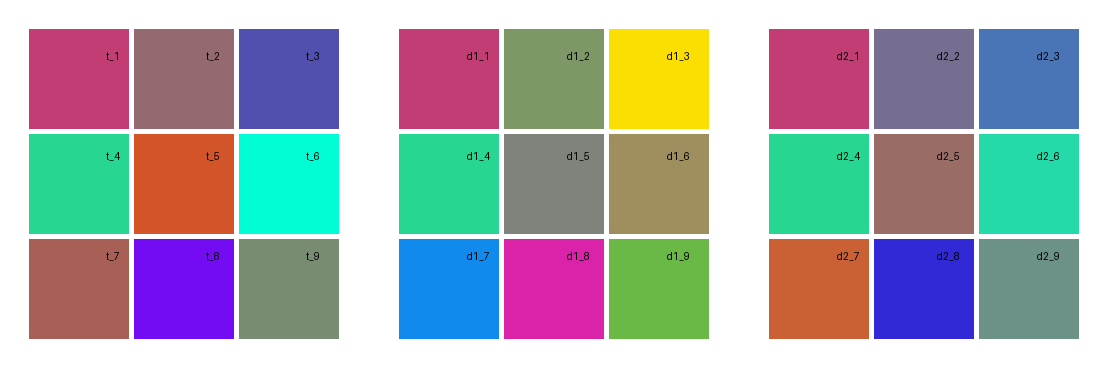 t_1 t_2 t_3 d1_1 d1_2 d1_3 d2_1 d2_2 d2_3
t_4 t_5 t_6 d1_4 d1_5 d1_6 d2_4 d2_5 d2_6
t_7 t_8 t_9 d1_7 d1_8 d1_9 d2_7 d2_8 d2_9